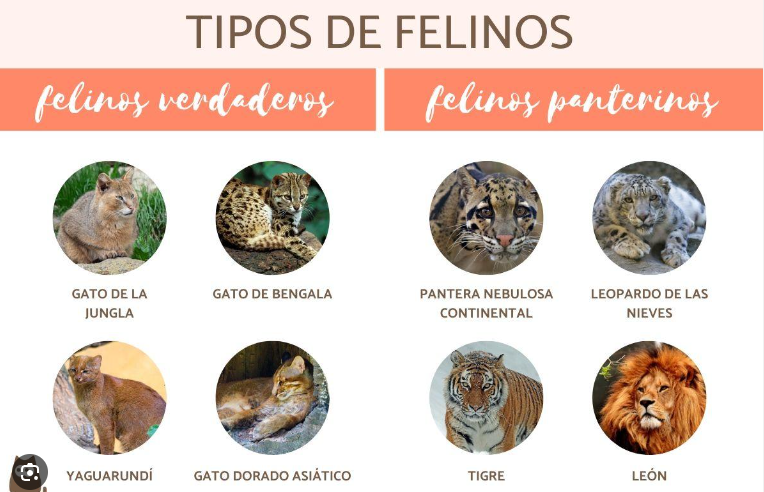 TIPOS DE FELINOS
felinos verdaderos
felinos panterinos
GATO DE LA
JUNGLA
GATO DE BENGALA
PANTERA NEBULOSA
CONTINENTAL
LEOPARDO DE LAS
NIEVES
YAGUARUNDÍ
GATO DORADO ASIÁTICO
TIGRE
LEÓN